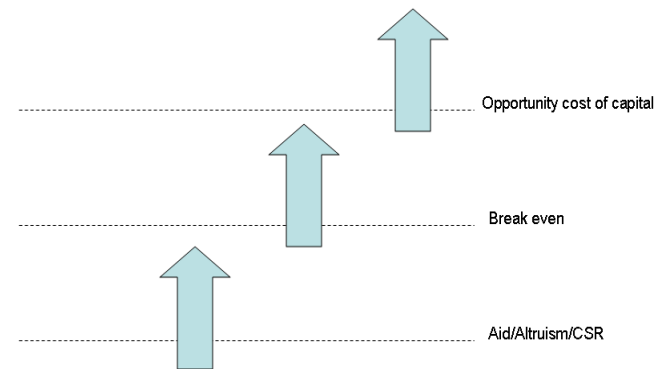 Opportunity cost of capital
Break even
Aid/Altruism/CSR